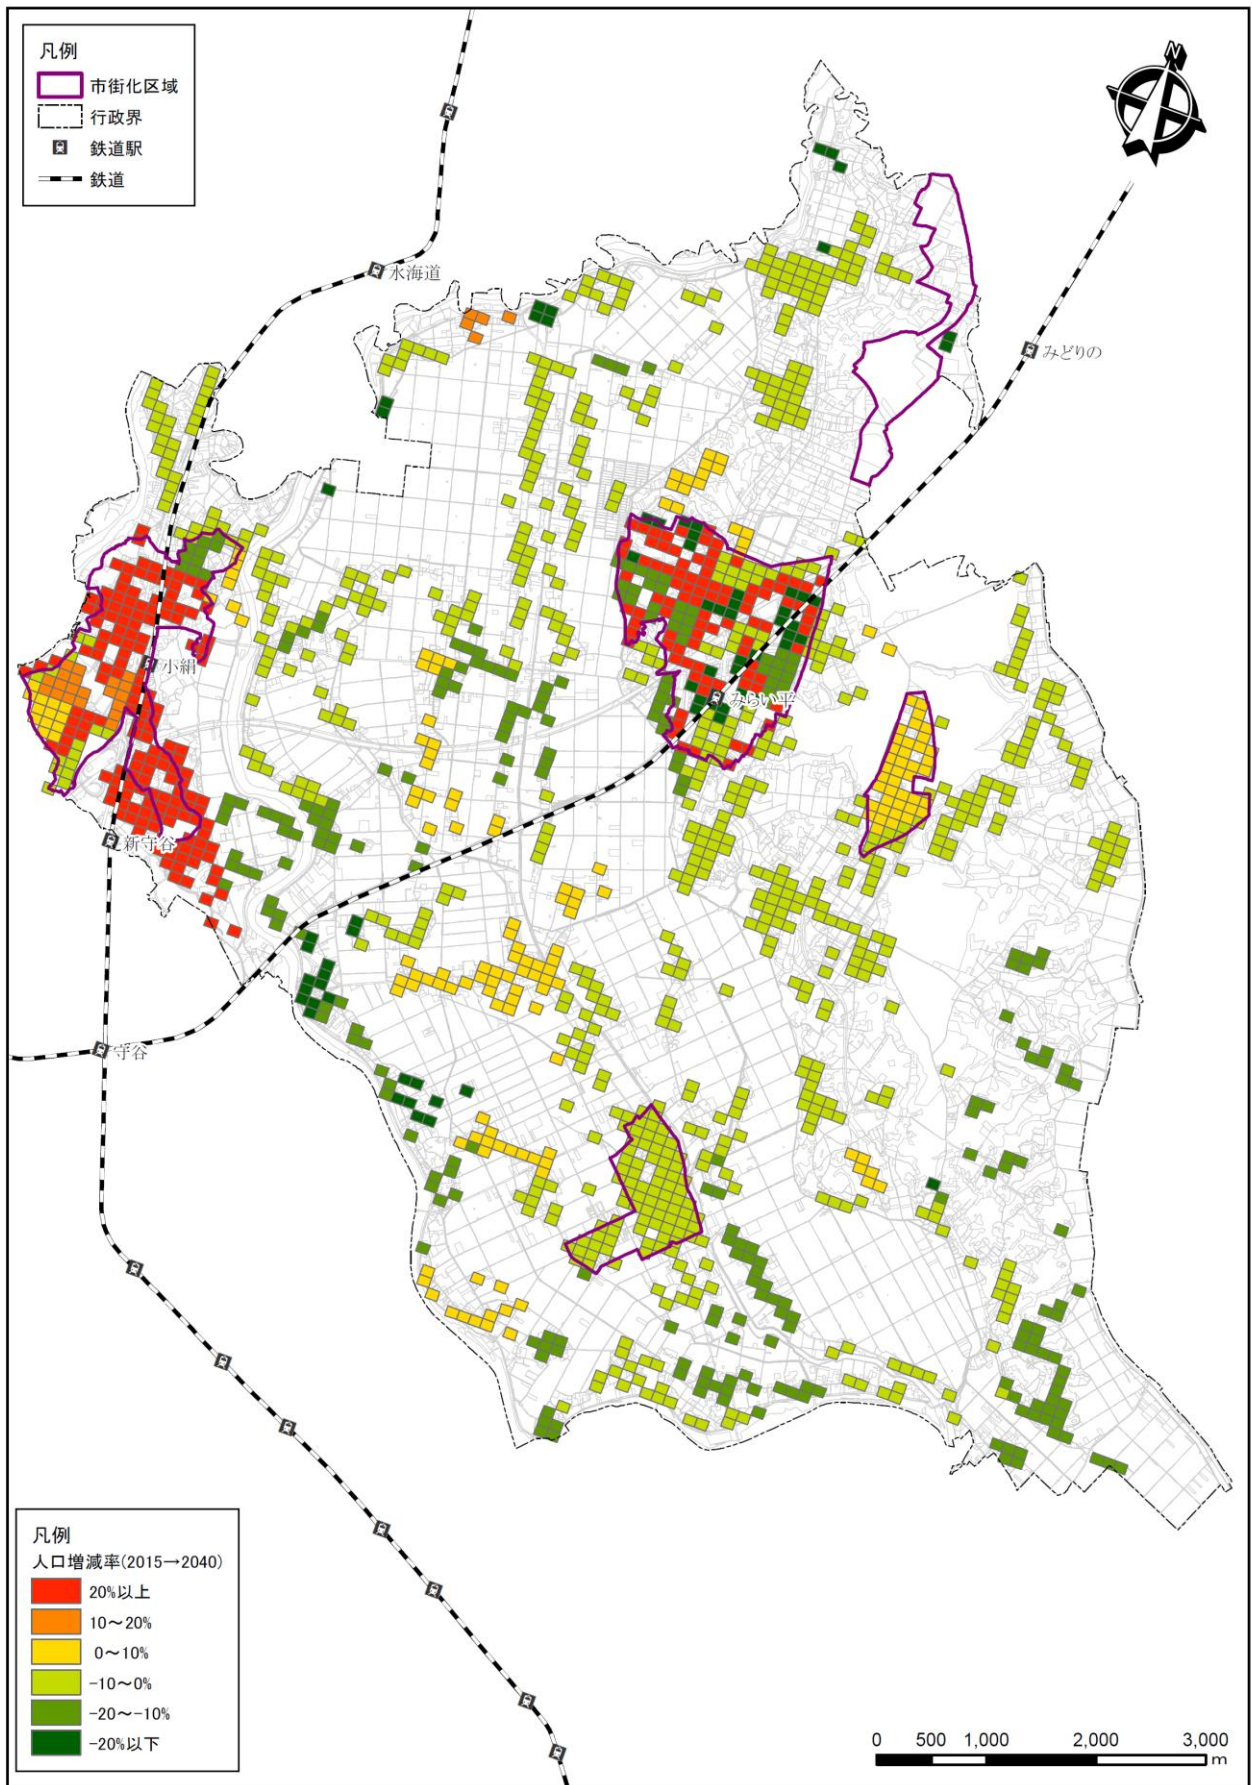 凡例
市街化区域
行政界
鉄道駅
鉄道
N
水海道
みどりの
小絹
みらい平
新守谷
守谷
凡例
人口増減率(2015→2040)
20%以上
10～20%
0～10%
-10～0%
-20～-10%
-20%以下
0 500 1,000 2,000 3,000
m